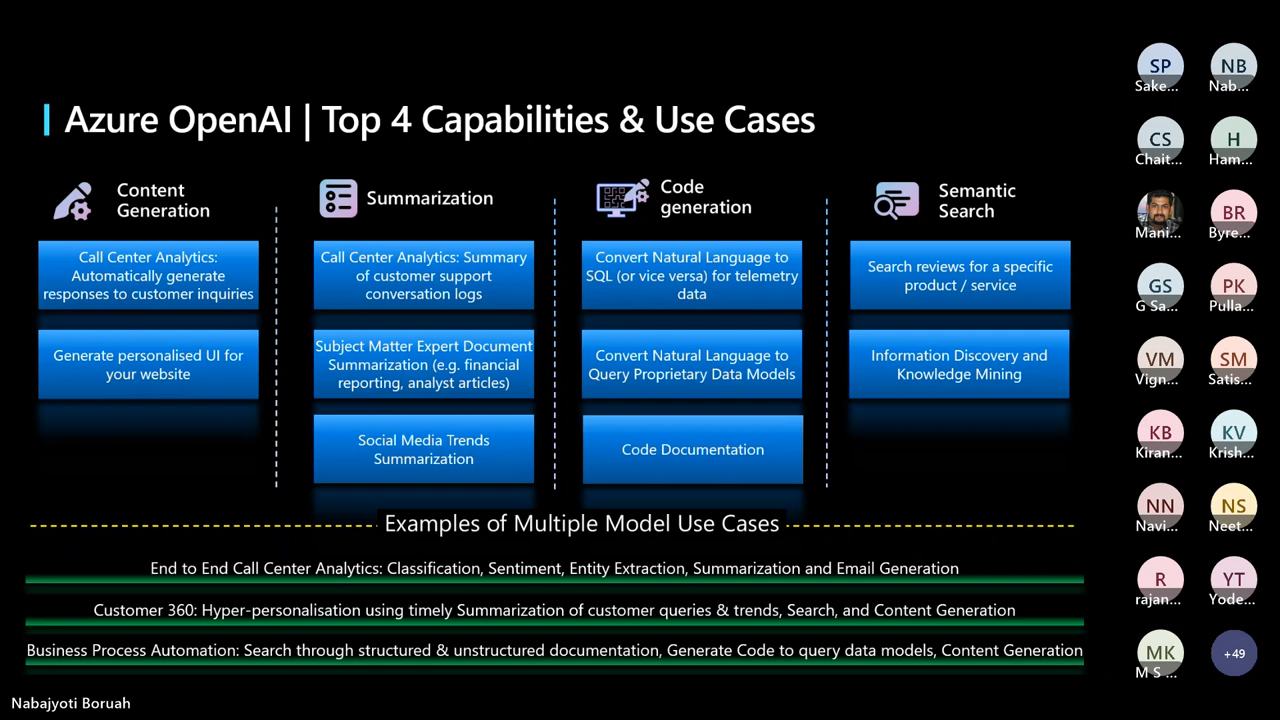 Azure OpenAI | Top 4 Capabilities & Use Cases
Content
Generation
Call Center Analytics:
Automatically generate
responses to customer inquiries
Generate personalised UI for
your website
Summarization
Call Center Analytics: Summary
of customer support
conversation logs
Subject Matter Expert Document
Summarization (e.g. financial
reporting, analyst articles)
Social Media Trends
Summarization
Code
generation
Convert Natural Language to
SQL (or vice versa) for telemetry
data
Convert Natural Language to
Query Proprietary Data Models
Code Documentation
Semantic
Search
Search reviews for a specific
product / service
Information Discovery and
Knowledge Mining
Examples of Multiple Model Use Cases
End to End Call Center Analytics: Classification, Sentiment, Entity Extraction, Summarization and Email Generation
Customer 360: Hyper-personalisation using timely Summarization of customer queries & trends, Search, and Content Generation
Business Process Automation: Search through structured & unstructured documentation, Generate Code to query data models, Content Generation
Nabajyoti Boruah
SP
Sake...
NB
Nab...
CS
Chait...
H
Ham...
Mani...
BR
Byre...
GS
G Sa...
PK
Pulla...
VM
Vign...
SM
Satis...
KB
Kiran...
KV
Krish...
NN
Navi...
NS
Neet...
R
rajan...
YT
Yode...
MK
M S ...
+49